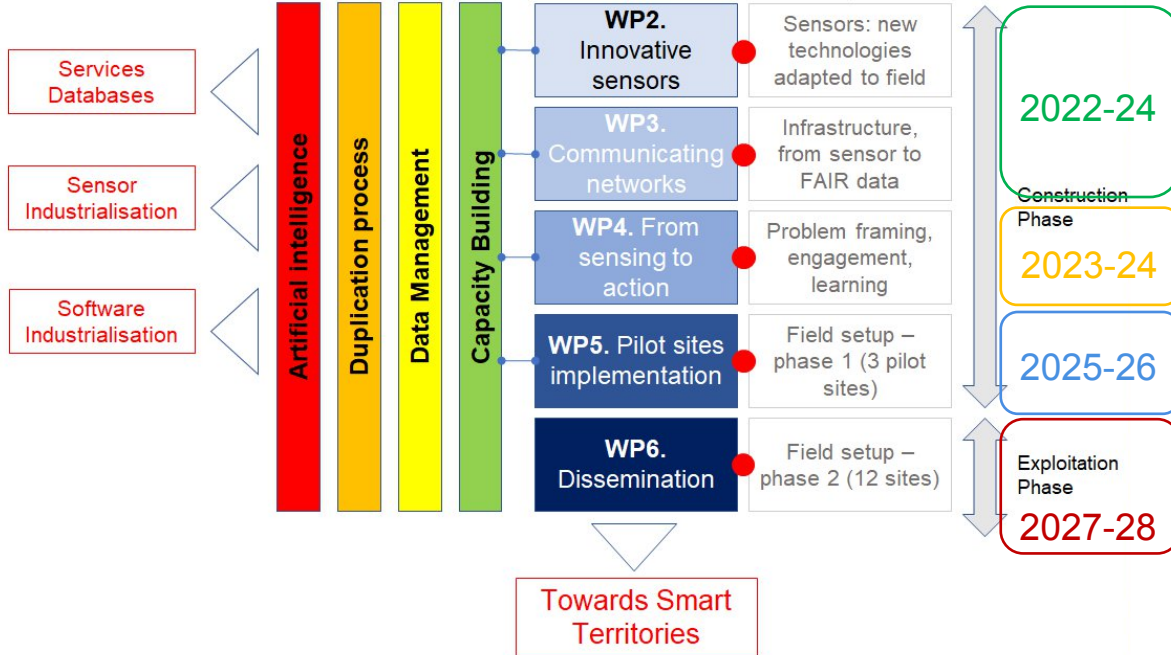 Services
Databases
Sensor
Industrialisation
Software
Industrialisation
Artificial intelligence
Duplication process
Data Management
Capacity Building
WP2.
Innovative
sensors
Sensors: new
technologies
adapted to field
WP3.
Communicating
networks
Infrastructure,
from sensor to
FAIR data
WP4. From
sensing to
action
Problem framing,
engagement,
learning
WP5. Pilot sites
implementation
Field setup –
phase 1 (3 pilot
sites)
WP6.
Dissemination
Field setup –
phase 2 (12 sites)
2022-24
Construction
Phase
2023-24
2025-26
Exploitation
Phase
2027-28
Towards Smart
Territories